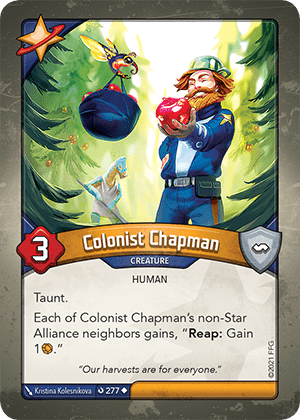 Colonist Chapman
3
CREATURE
HUMAN
Taunt.
Each of Colonist Chapman’s non-Star
Alliance neighbors gains, “Reap: Gain
1.”
“Our harvests are for everyone.”
Kristina Kolesnikova
277
©2021 FFG